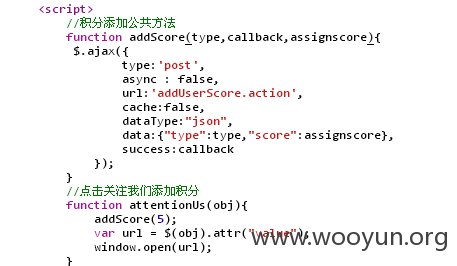 <script>
//积分添加公共方法
function addScore(type,callback,assignscore){
$.ajax({
type:'post',
async : false,
url:'addUserScore.action',
cache:false,
dataType:"json",
data:{"type":type,"score":assignscore},
success:callback
});
}
//点击关注我们添加积分
function attentionUs(obj){
addScore(5);
var url = $(obj).attr("value");
window.open(url);
}
www.wooyun.org